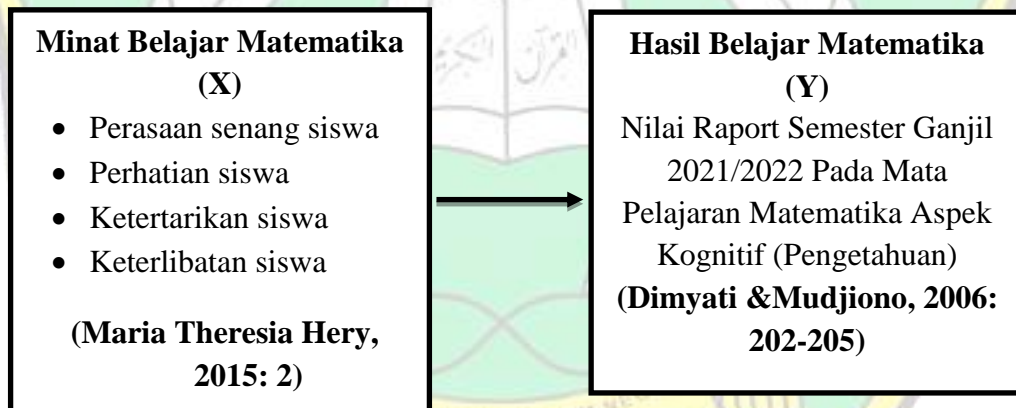 Minat Belajar Matematika
(X)
• Perasaan senang siswa
• Perhatian siswa
• Ketertarikan siswa
• Keterlibatan siswa
(Maria Theresia Hery,
2015: 2)
Hasil Belajar Matematika
(Y)
Nilai Raport Semester Ganjil
2021/2022 Pada Mata
Pelajaran Matematika Aspek
Kognitif (Pengetahuan)
(Dimyati &Mudjiono, 2006:
202-205)